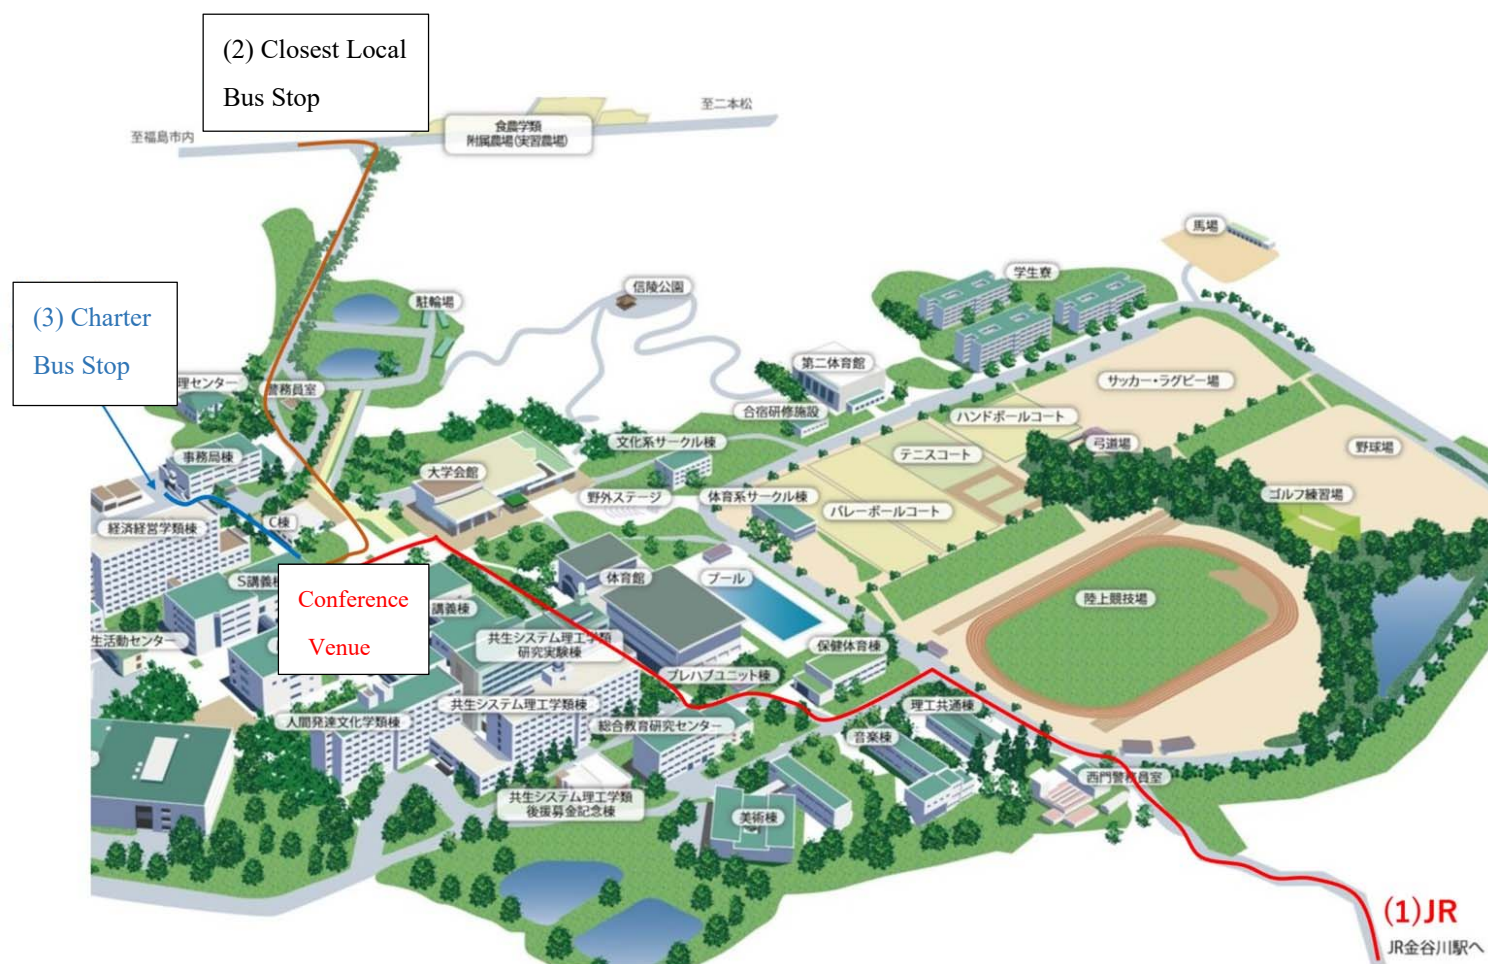 (2) Closest Local
Bus Stop
至二本松
至福島市内
食農学類
附属農場(実習農場)
馬場
学生寮
信陵公園
駐輪場
(3) Charter
Bus Stop
理センター
警務員室
第二体育館
サッカー・ラグビー場
合宿研修施設
ハンドボールコート
文化系サークル棟
弓道場
野球場
テニスコート
事務局棟
大学会館
野外ステージ
体育系サークル棟
ゴルフ練習場
バレーボールコート
経済経営学類棟
C棟
S講義棟
体育館
プール
陸上競技場
Conference
Venue
講義棟
生活動センター
共生システム理工学類
研究実験棟
保健体育棟
プレハブユニット棟
共生システム理工学類棟
理工共通棟
人間発達文化学類棟
総合教育研究センター
音楽棟
西門警務員室
共生システム理工学類
後援募金記念棟
美術棟
(1)JR
JR金谷川駅へ